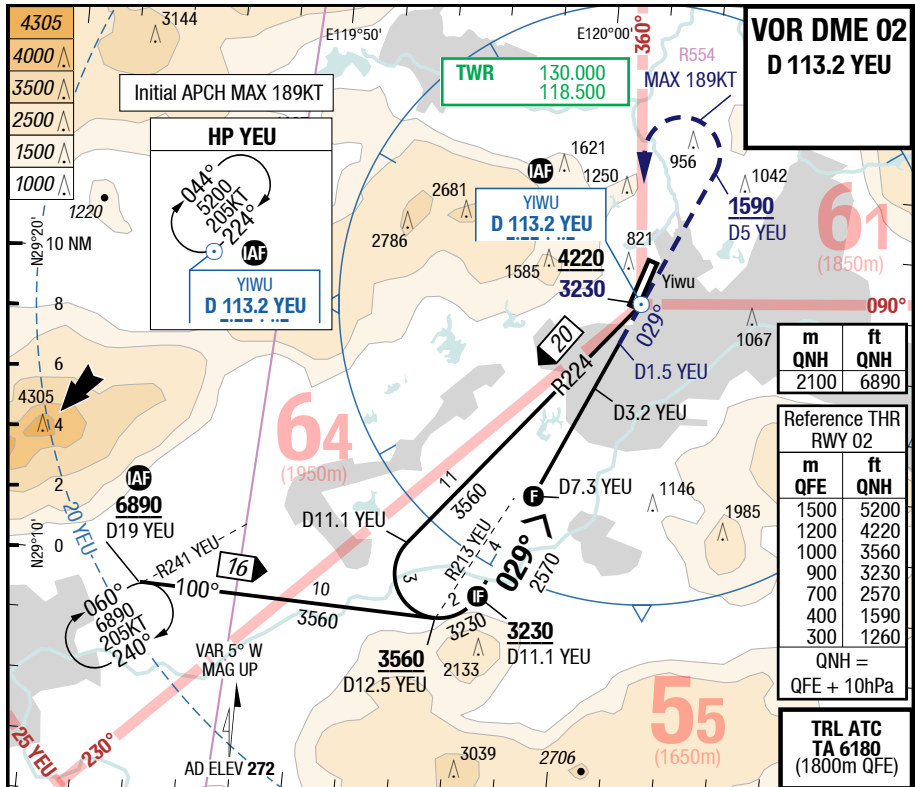 4305
4000
3500
2500
1500
1000
3144
E119°50'
E120°00'
360°
R554
MAX 189KT
VOR DME 02
D 113.2 YEU
TWR 130.000
118.500
Initial APCH MAX 189KT
HP YEU
044°
5200
205KT
224°
IAF
YIWU
D 113.2 YEU
1220
N29°20'
10 NM
8
6
4
2
0
N29°10'
1621
956
IAF
1250
1042
2681
2786
YIWU
D 113.2 YEU
1590
D5 YEU
61
(1850m)
821
1585
4220
3230
Yiwu
090°
029°
1067
20
R224
D1.5 YEU
D3.2 YEU
m ft
QNH QNH
2100 6890
4305
64
(1950m)
Reference THR
RWY 02
m ft
QFE QNH
1500 5200
1200 4220
1000 3560
900 3230
700 2570
400 1590
300 1260
QNH =
QFE + 10hPa
IAF
6890
D19 YEU
20 YEU
R241 YEU
11
3560
F
D7.3 YEU
1146
1985
D11.1 YEU
R213 YEU
4
029°
2570
16
100°
10
3560
3
2
3230
IF
060°
6890
205KT
240°
3230
D11.1 YEU
3560
D12.5 YEU
2133
VAR 5° W
MAG UP
55
(1650m)
25 YEU
230°
AD ELEV 272
3039
2706
TRL ATC
TA 6180
(1800m QFE)